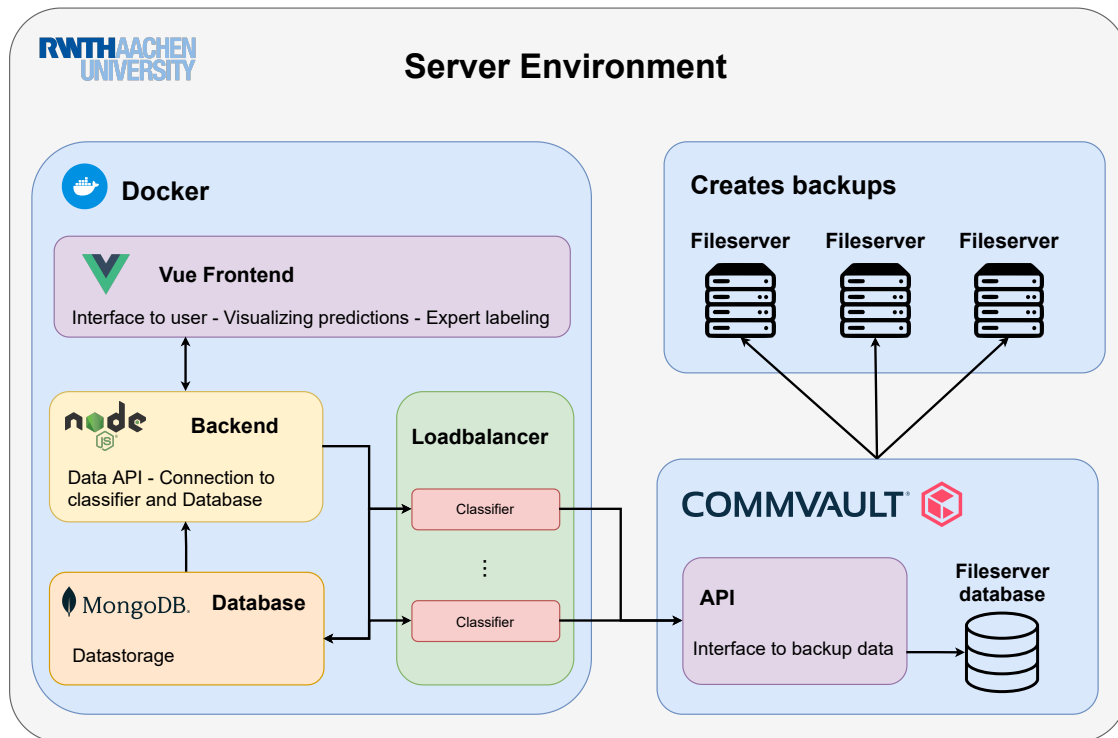 RWTHAACHEN
UNIVERSITY
Server Environment
Docker
Vue Frontend
Interface to user - Visualizing predictions - Expert labeling
node
JS
Backend
Data API - Connection to
classifier and Database
MongoDB.
Database
Datastorage
Loadbalancer
Classifier
⋮
Classifier
Creates backups
Fileserver
Fileserver
Fileserver
COMMVAULT
API
Interface to backup data
Fileserver
database